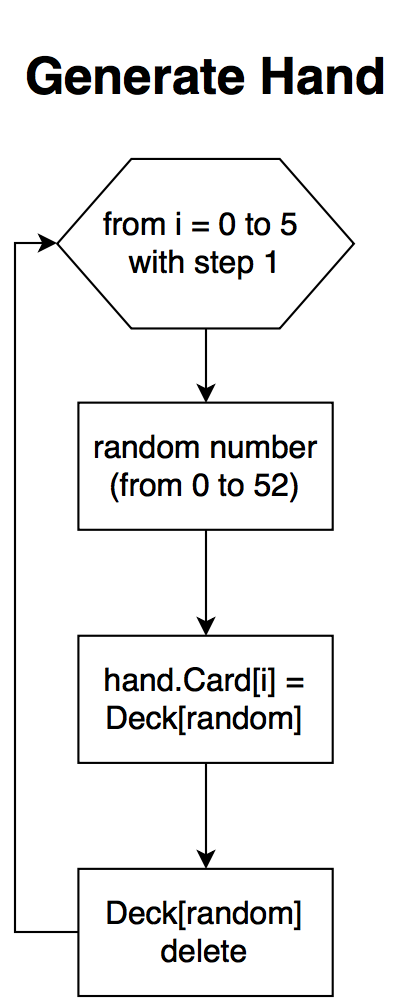 Generate Hand
from i = 0 to 5
with step 1
random number
(from 0 to 52)
hand.Card[i] =
Deck[random]
Deck[random]
delete